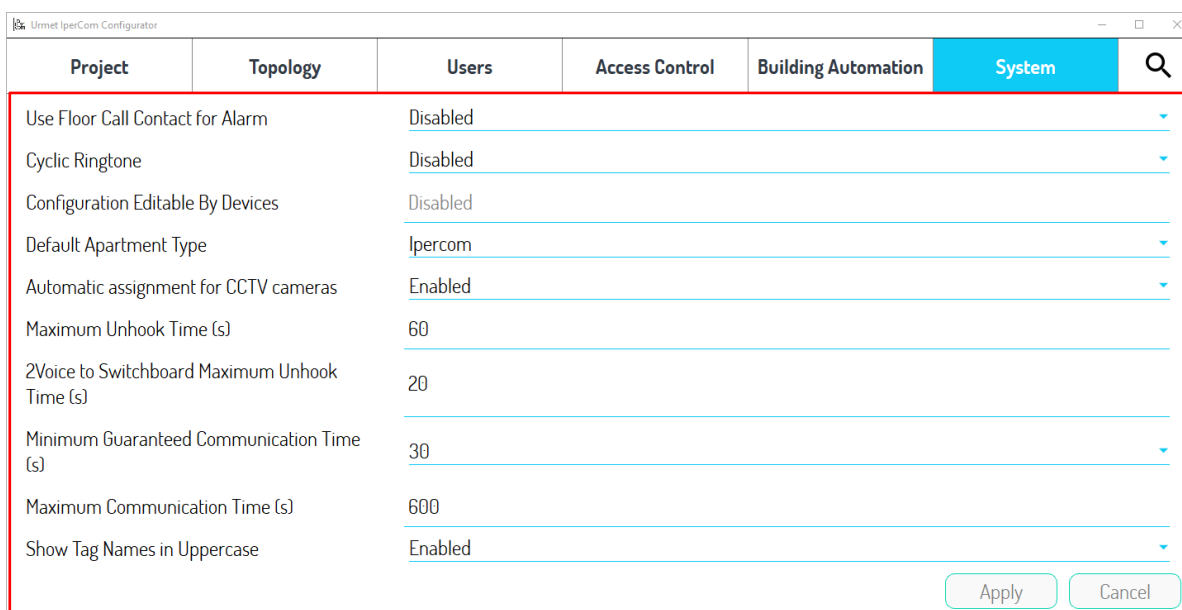 Urmet IperCom Configurator
Project Topology Users Access Control Building Automation System
Use Floor Call Contact for Alarm Disabled
Cyclic Ringtone Disabled
Configuration Editable By Devices Disabled
Default Apartment Type Ipercom
Automatic assignment for CCTV cameras Enabled
Maximum Unhook Time (s) 60
2Voice to Switchboard Maximum Unhook
Time (s) 20
Minimum Guaranteed Communication Time
(s) 30
Maximum Communication Time (s) 600
Show Tag Names in Uppercase Enabled
Apply Cancel